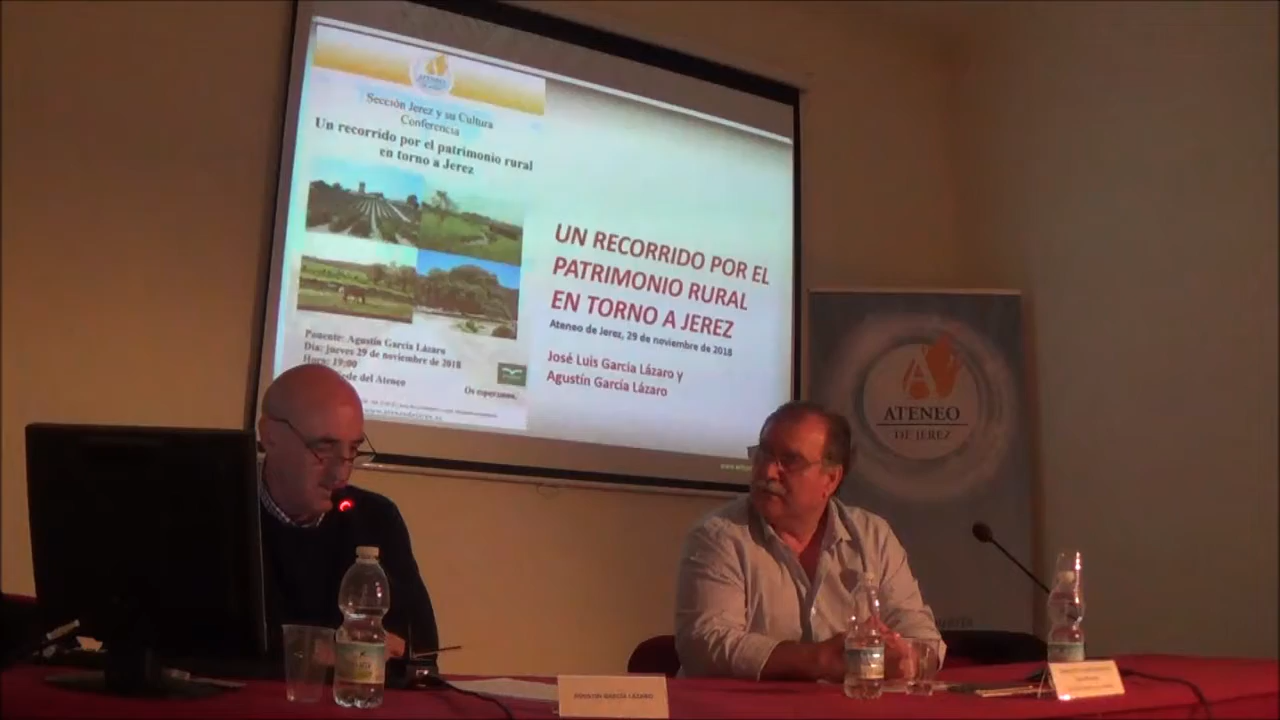 ATENEO
Sección Jerez y su Cultura
Conferencia
Un recorrido por el patrimonio rural
en torno a Jerez
Ponente: Agustín García Lázaro
Día: jueves 29 de noviembre de 2018
Hora: 19:00
del Ateneo
Os esperamos.
UN RECORRIDO POR EL
PATRIMONIO RURAL
EN TORNO A JEREZ
Ateneo de Jerez, 29 de noviembre de 2018
José Luis García Lázaro y
Agustín García Lázaro
ATENEO
DE JEREZ
AGUSTÍN GARCÍA LÁZARO